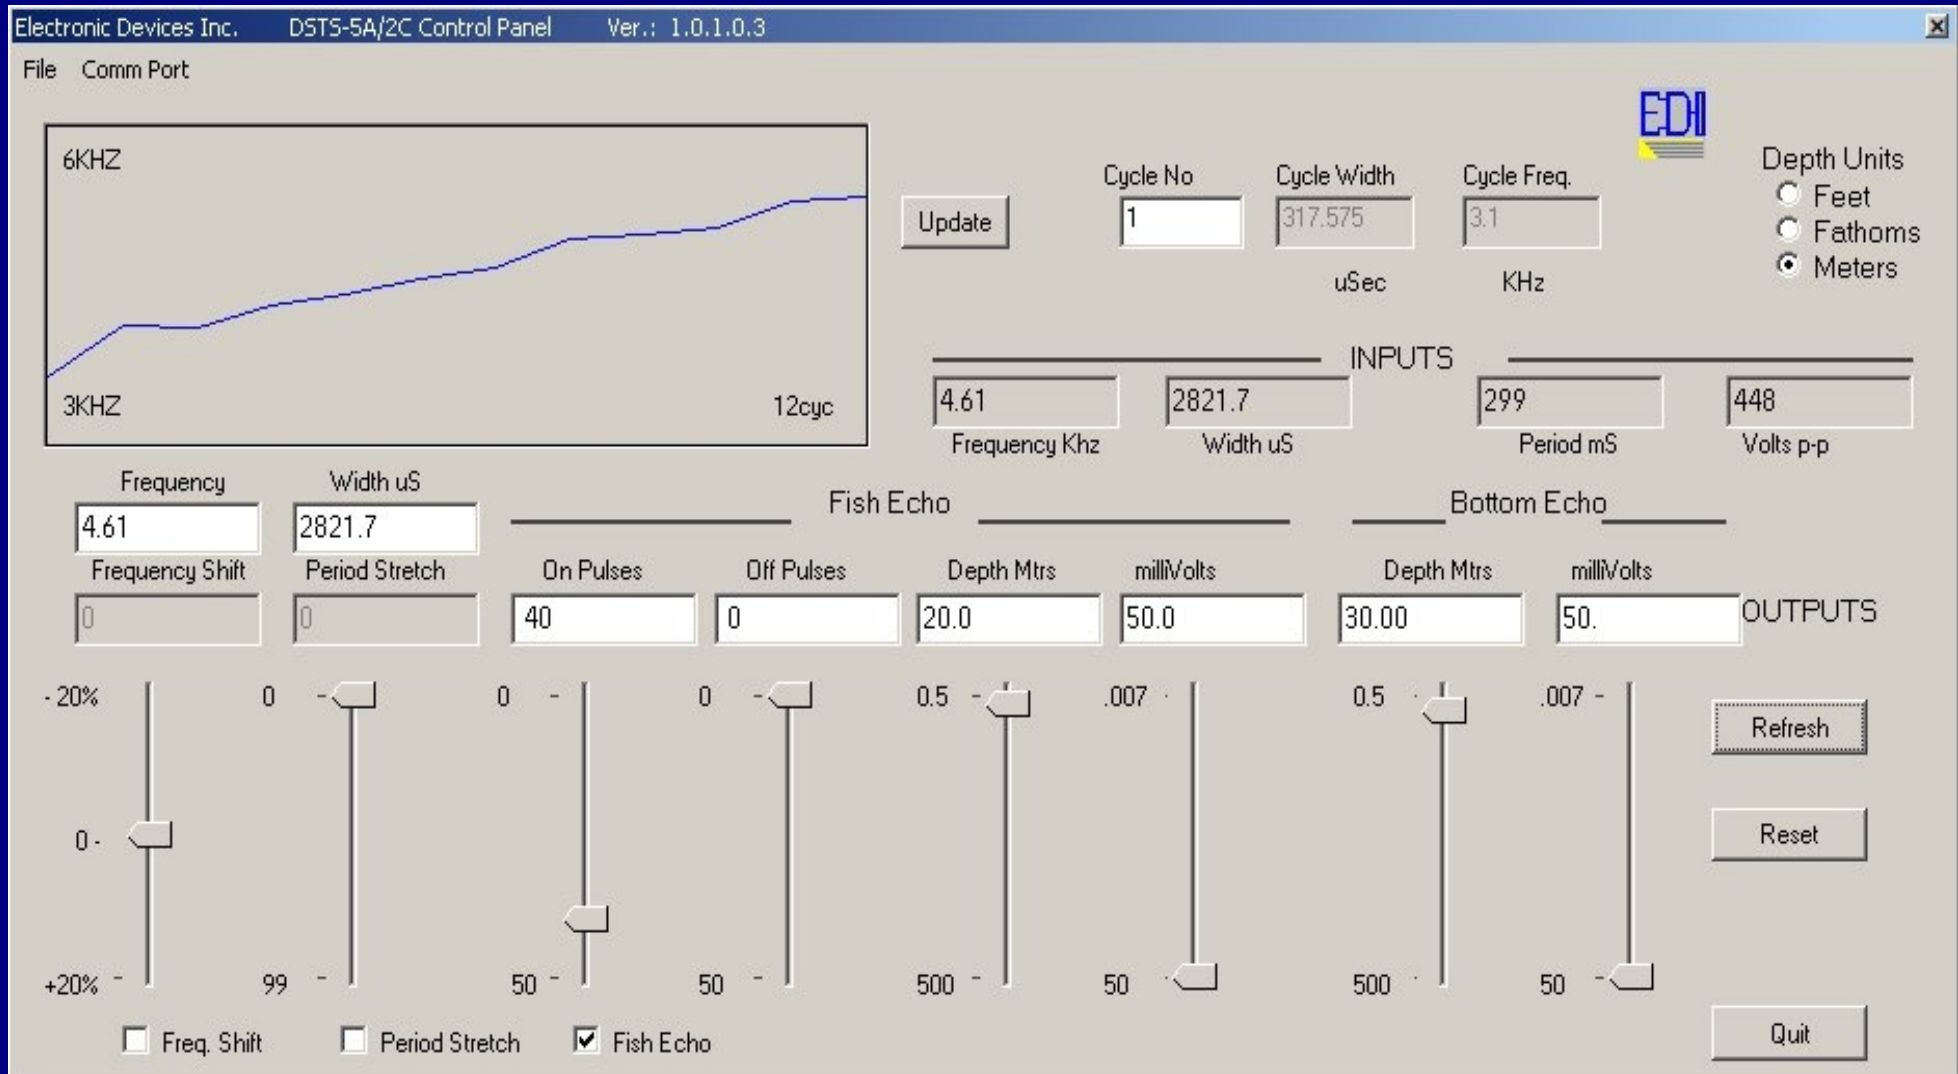 Electronic Devices Inc. DSTS-5A/2C Control Panel Ver.: 1.0.1.0.3
File Comm Port
EDI
6KHZ
3KHZ 12cyc
Update
Cycle No Cycle Width Cycle Freq.
1 317.575 3.1
uSec KHz
Depth Units
Feet
Fathoms
Meters
INPUTS
4.61 2821.7 299 448
Frequency Khz Width uS Period mS Volts p-p
Frequency Width uS
4.61 2821.7
Fish Echo Bottom Echo
Frequency Shift Period Stretch On Pulses Off Pulses Depth Mtrs milliVolts Depth Mtrs milliVolts
0 0 40 0 20.0 50.0 30.00 50. OUTPUTS
- 20% 0 - 0 - 0 - 0.5 - .007 - 0.5 - .007 -
Refresh
0 -
Reset
+20% - 99 - 50 - 50 - 500 - 50 - 500 - 50 -
Freq. Shift Period Stretch Fish Echo
Quit